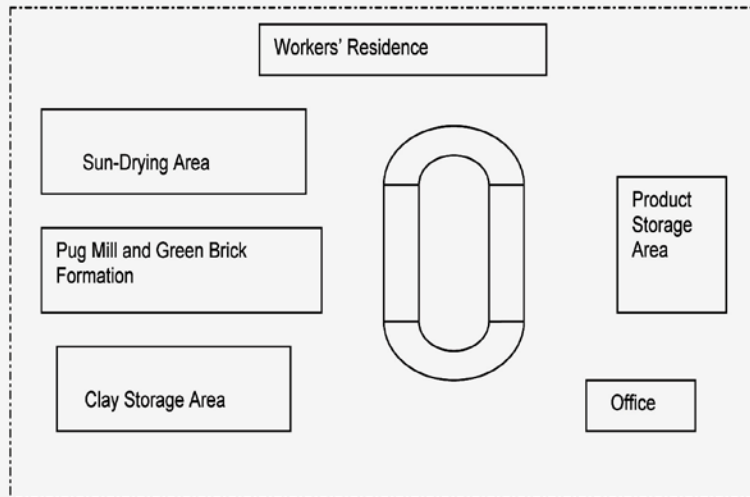 Workers' Residence
Sun-Drying Area
Pug Mill and Green Brick
Formation
Clay Storage Area
Product
Storage
Area
Office